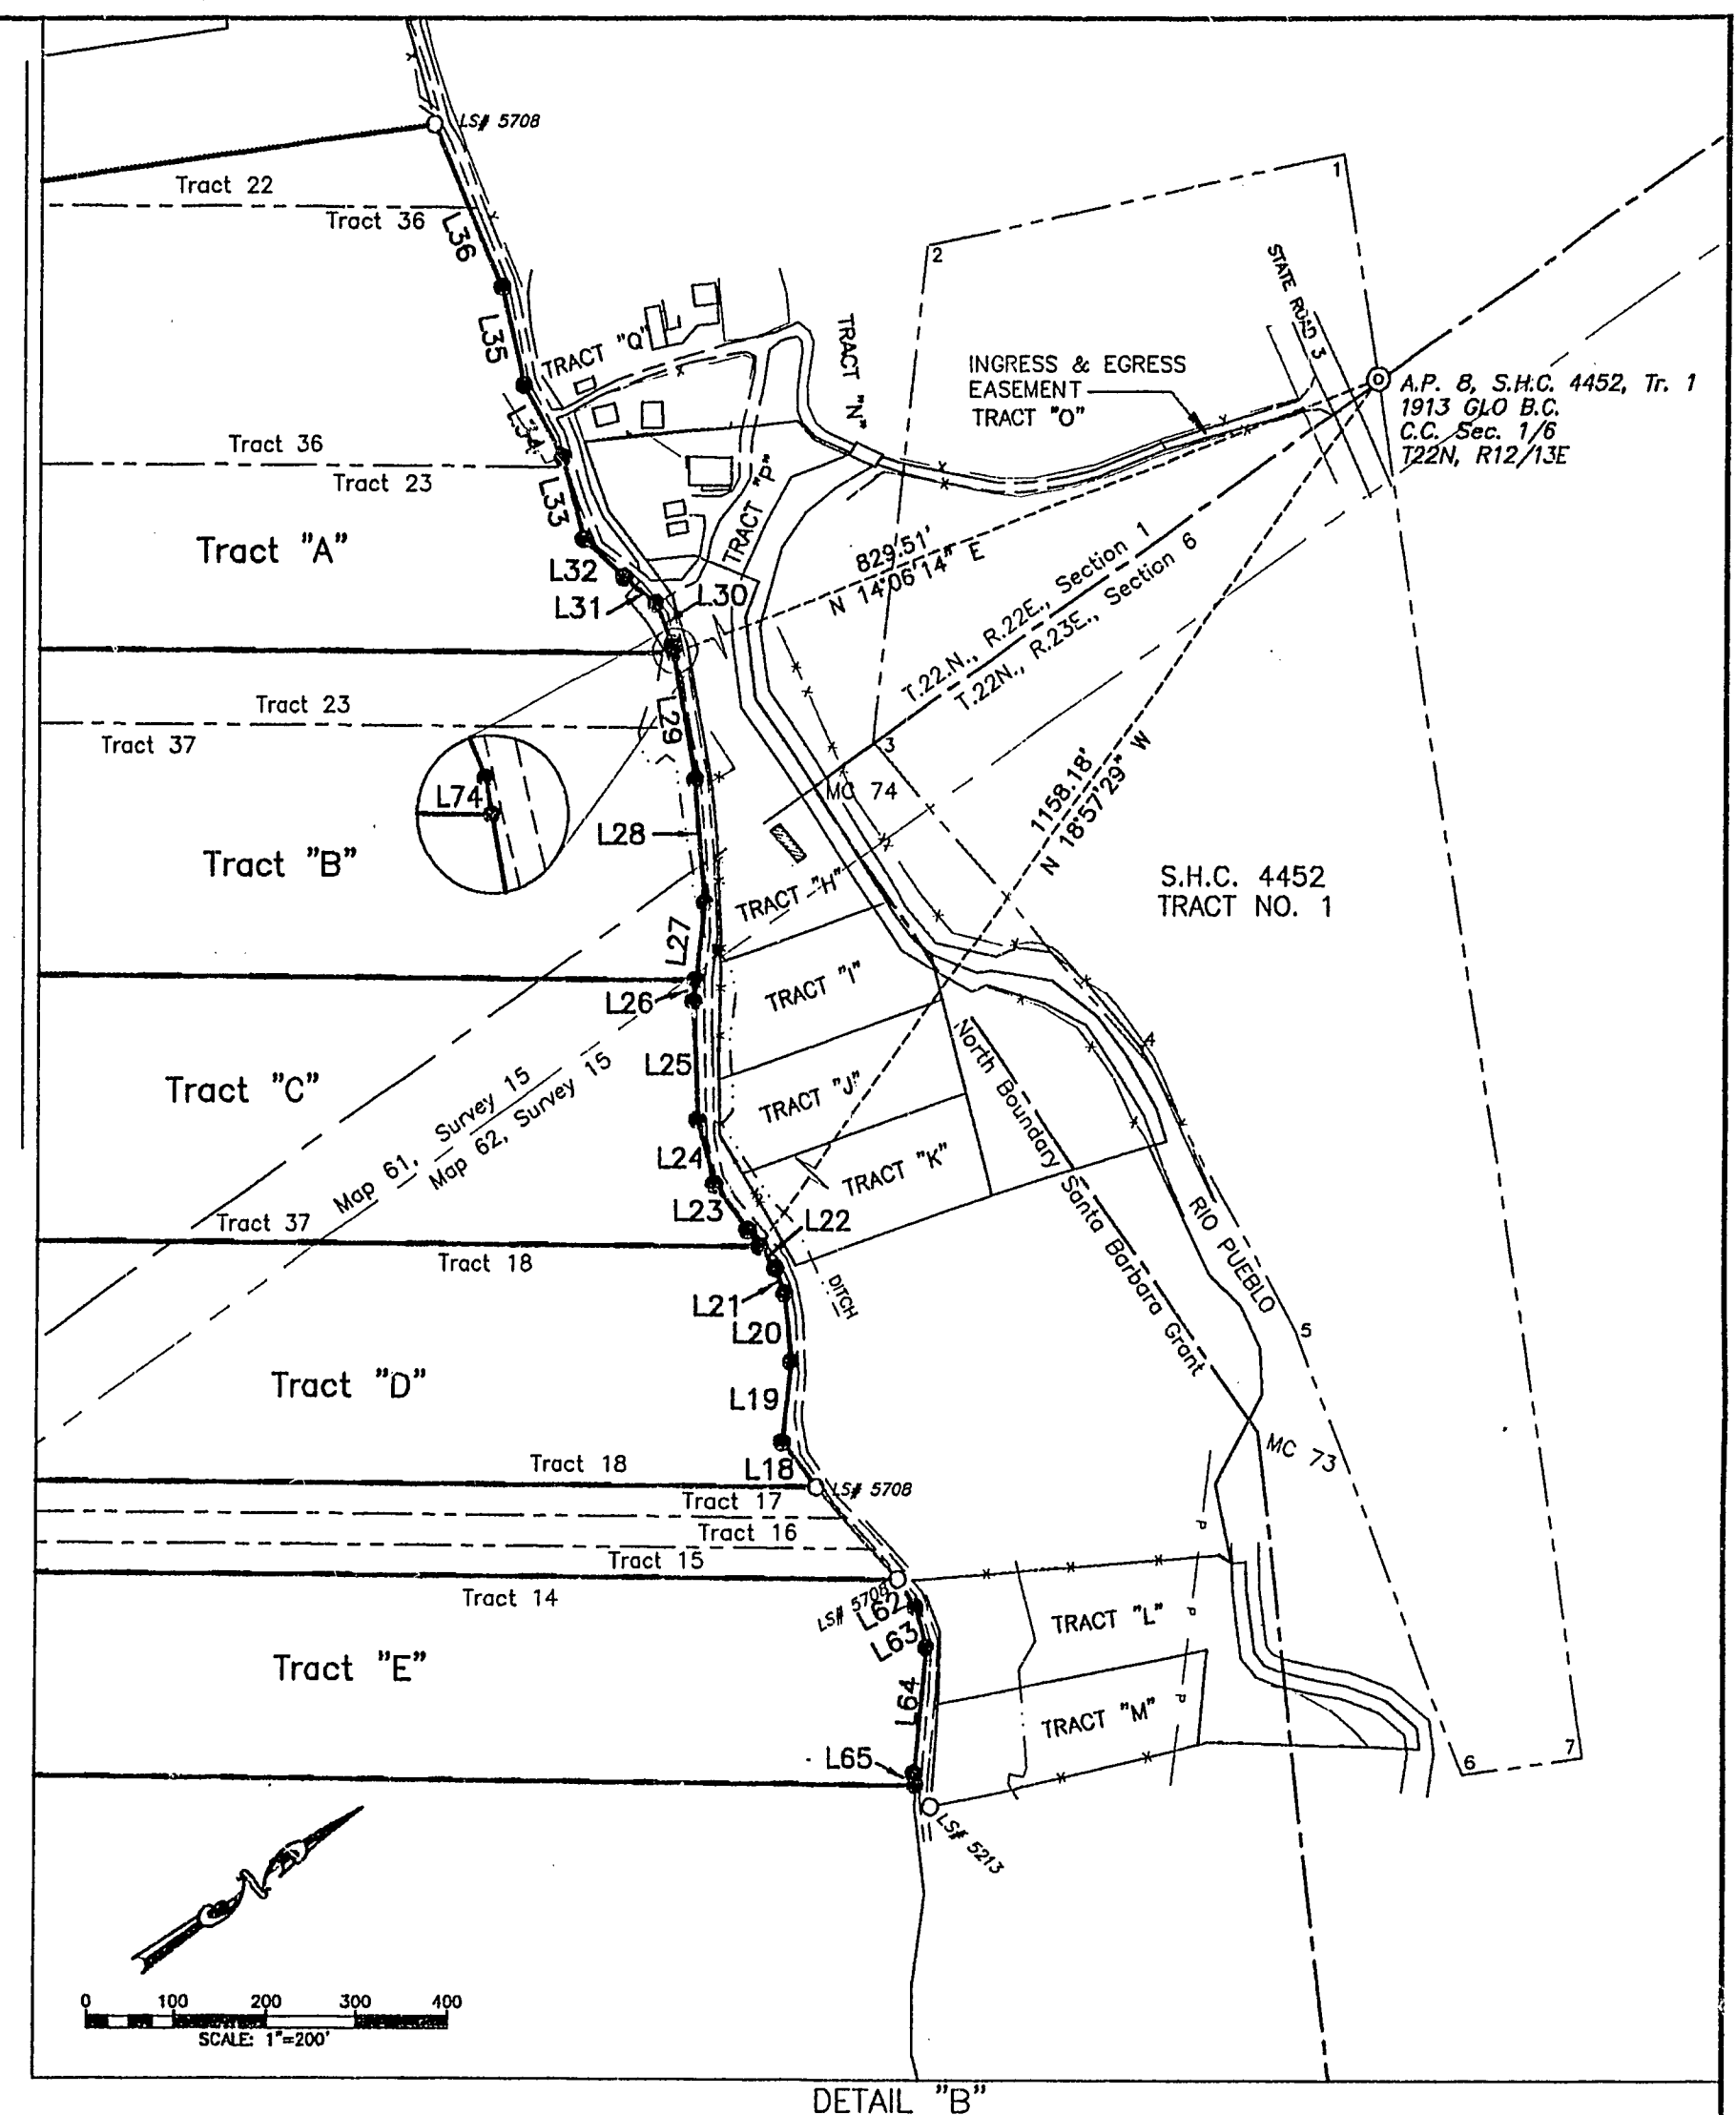 LS# 5708
Tract 22
Tract 36
L36
1
2
STATE ROAD 3
L35
TRACT "Q"
TRACT "N"
INGRESS & EGRESS
EASEMENT
TRACT "O"
A.P. 8, S.H.C. 4452, Tr. 1
1913 GLO B.C.
C.C. Sec. 1/6
T22N, R12/13E
L34
Tract 36
Tract 23
L33
TRACT "P"
Tract "A"
L32
L31
L30
829.51'
N 14°06'14" E
T.22.N., R.22E., Section 1
T.22N., R.23E., Section 6
Tract 23
Tract 37
L29
3
MC 74
L74
L28
1158.18'
N 18°57'29" W
Tract "B"
TRACT "H"
S.H.C. 4452
TRACT NO. 1
L27
L26
TRACT "I"
L25
Tract "C"
TRACT "J"
North Boundary Santa Barbara Grant
4
Map 61, Survey 15
Map 62, Survey 15
L24
TRACT "K"
L23
L22
RIO PUEBLO
Tract 37
Tract 18
DITCH
L21
L20
5
Tract "D"
L19
MC 73
Tract 18
L18
LS# 5708
Tract 17
Tract 16
P
Tract 15
Tract 14
LS# 5708
L62
L63
TRACT "L"
P
Tract "E"
L64
TRACT "M"
P
L65
6
7
LS# 5213
N
0 100 200 300 400
SCALE: 1"=200'
DETAIL "B"